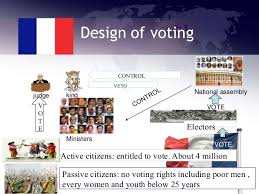 Design of voting
CONTROL
VETO
CONTROL
judge
king
National assembly
VOTE
VOTE
Electors
Ministers
VOTE
Active citizens: entitled to vote. About 4 million
Passive citizens: no voting rights including poor men ,
every women and youth below 25 years